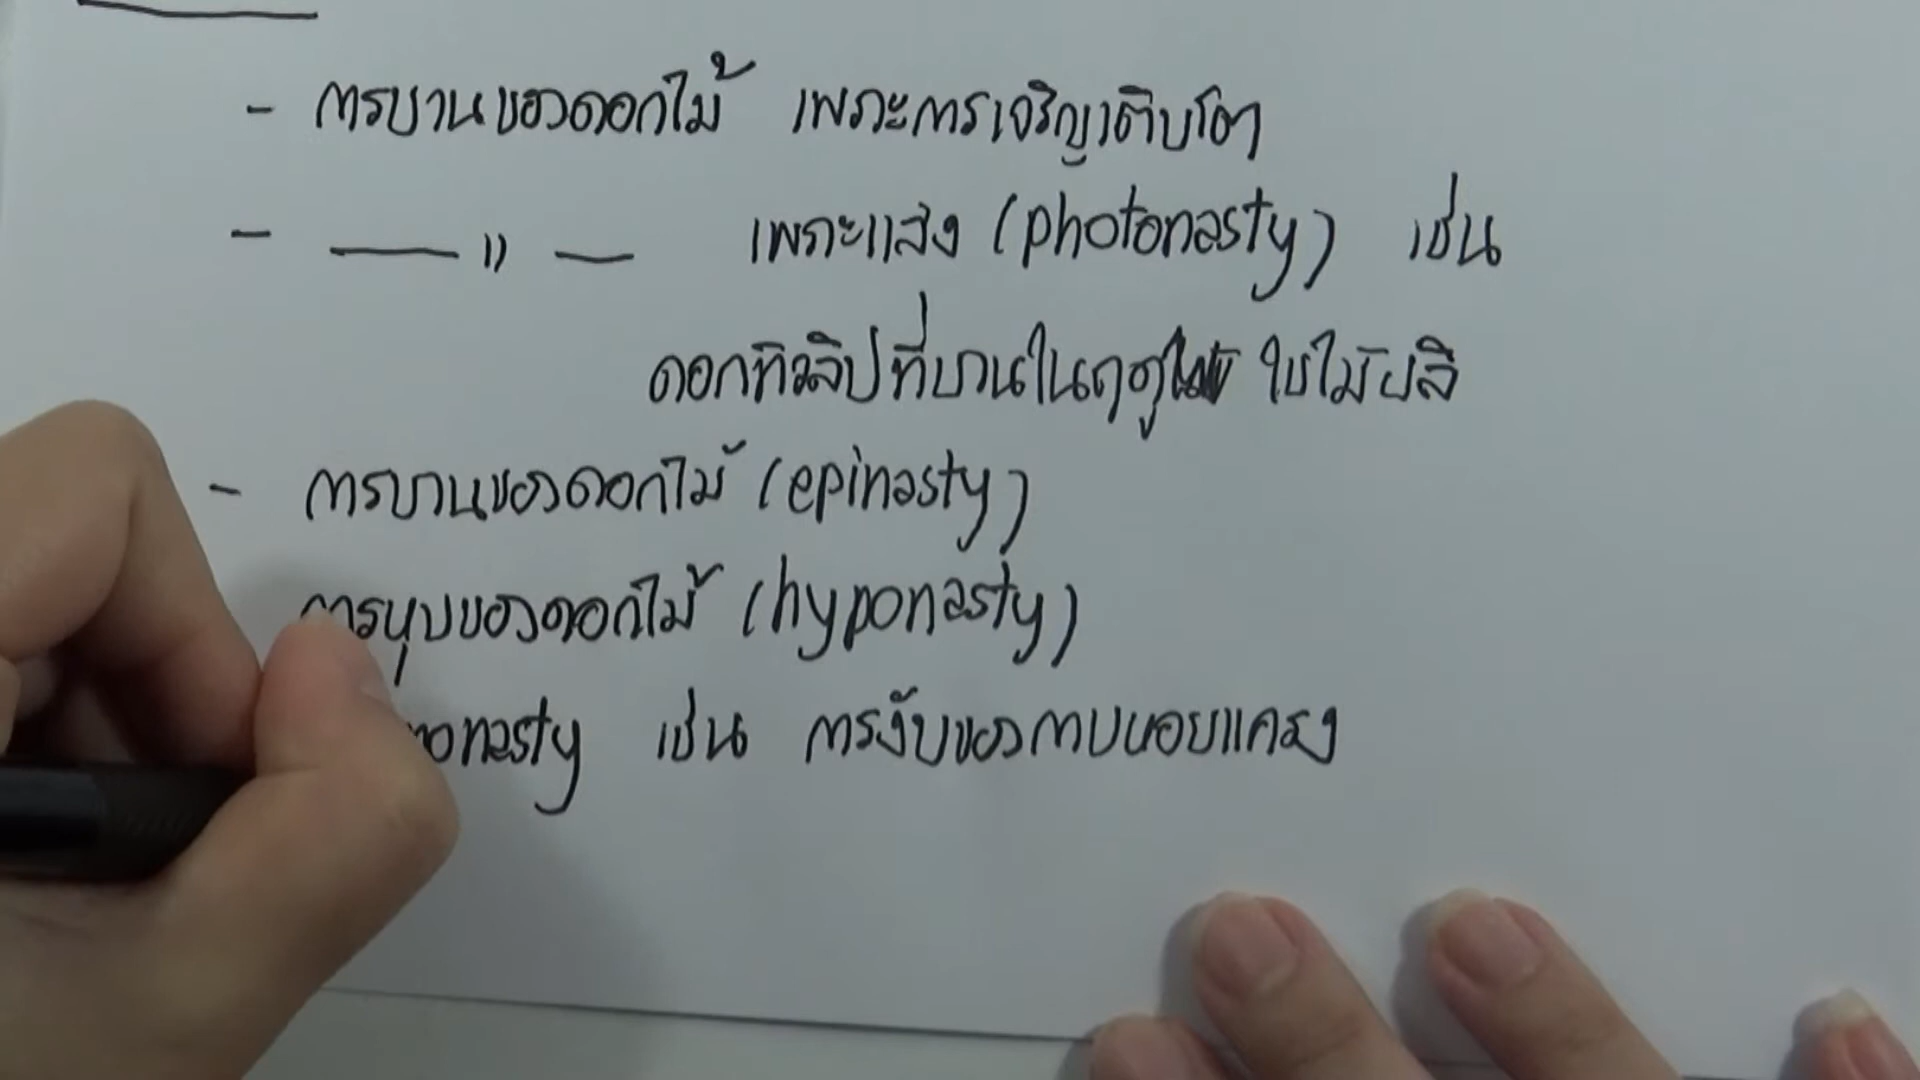 - การบานของดอกไม้ เพราะการเจริญเติบโต
- —— " — เพราะแสง (photonasty) เช่น
ดอกทิวลิปที่บานในฤดู ใบไม้ผลิ
- การบานของดอกไม้ (epinasty)
การหุบของดอกไม้ (hyponasty)
monasty เช่น การงับของกาบหอยแครง